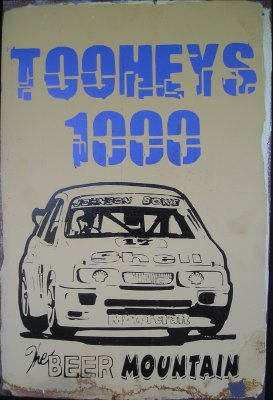 TOOHEYS
1000
JOHNSON BOWE
17
Shell
The BEER MOUNTAIN